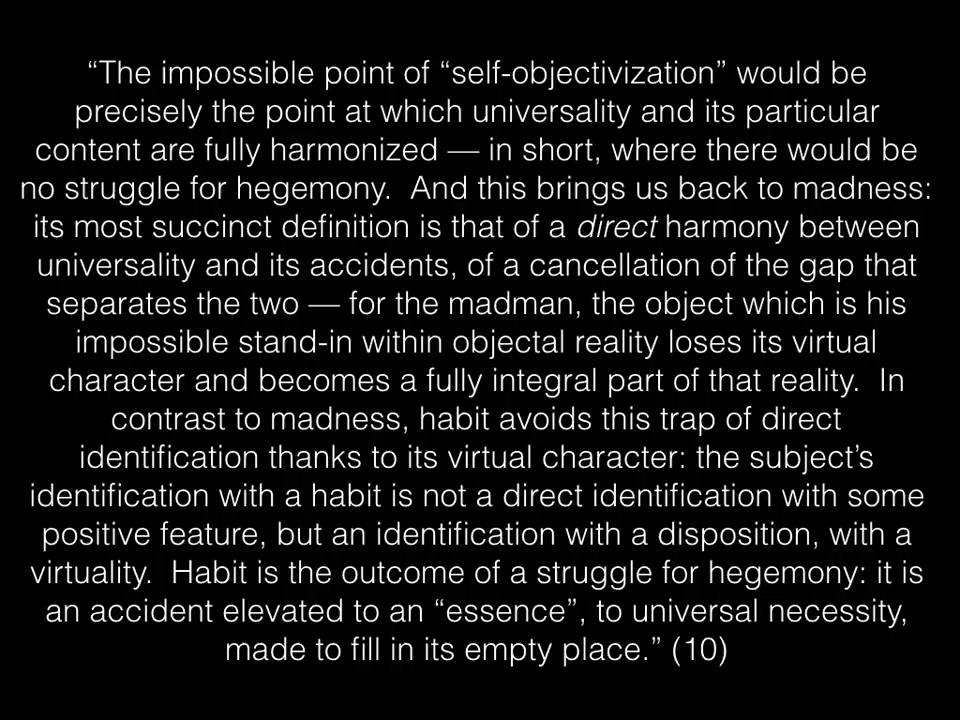 “The impossible point of “self-objectivization” would be
precisely the point at which universality and its particular
content are fully harmonized — in short, where there would be
no struggle for hegemony.  And this brings us back to madness:
its most succinct definition is that of a direct harmony between
universality and its accidents, of a cancellation of the gap that
separates the two — for the madman, the object which is his
impossible stand-in within objectal reality loses its virtual
character and becomes a fully integral part of that reality.  In
contrast to madness, habit avoids this trap of direct
identification thanks to its virtual character: the subject’s
identification with a habit is not a direct identification with some
positive feature, but an identification with a disposition, with a
virtuality.  Habit is the outcome of a struggle for hegemony: it is
an accident elevated to an “essence”, to universal necessity,
made to fill in its empty place.” (10)